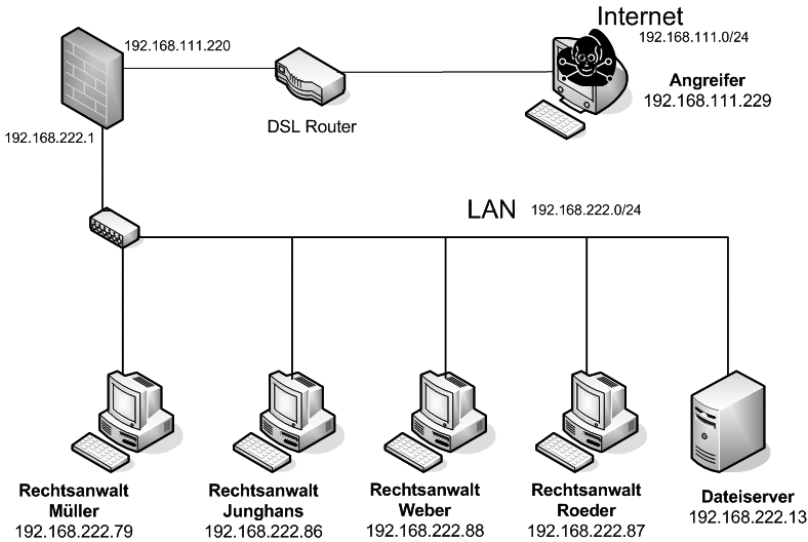 Internet
192.168.111.0/24
192.168.111.220
Angreifer
192.168.111.229
DSL Router
192.168.222.1
LAN 192.168.222.0/24
Rechtsanwalt
Müller
192.168.222.79
Rechtsanwalt
Junghans
192.168.222.86
Rechtsanwalt
Weber
192.168.222.88
Rechtsanwalt
Roeder
192.168.222.87
Dateiserver
192.168.222.13